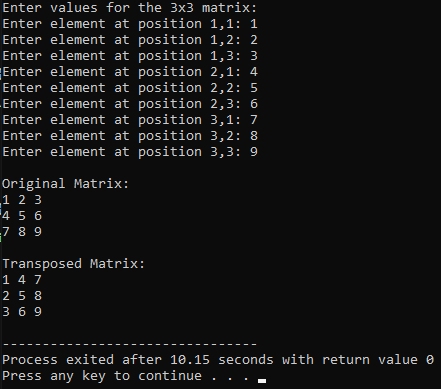 Enter values for the 3x3 matrix:
Enter element at position 1,1: 1
Enter element at position 1,2: 2
Enter element at position 1,3: 3
Enter element at position 2,1: 4
Enter element at position 2,2: 5
Enter element at position 2,3: 6
Enter element at position 3,1: 7
Enter element at position 3,2: 8
Enter element at position 3,3: 9
Original Matrix:
1 2 3
4 5 6
7 8 9
Transposed Matrix:
1 4 7
2 5 8
3 6 9
--------------------------------
Process exited after 10.15 seconds with return value 0
Press any key to continue . . .